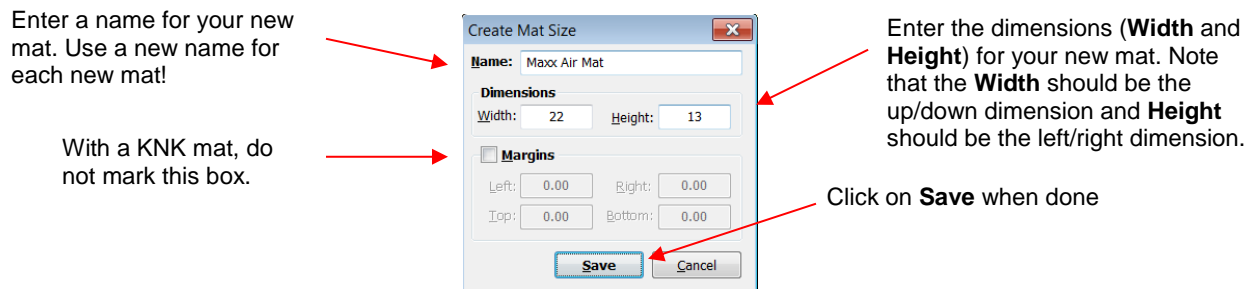 Enter a name for your new
mat. Use a new name for
each new mat!
With a KNK mat, do
not mark this box.
Create Mat Size
Name: Maxx Air Mat
Dimensions
Width: 22 Height: 13
Margins
Left: 0.00 Right: 0.00
Top: 0.00 Bottom: 0.00
Save Cancel
Enter the dimensions (Width and
Height) for your new mat. Note
that the Width should be the
up/down dimension and Height
should be the left/right dimension.
Click on Save when done